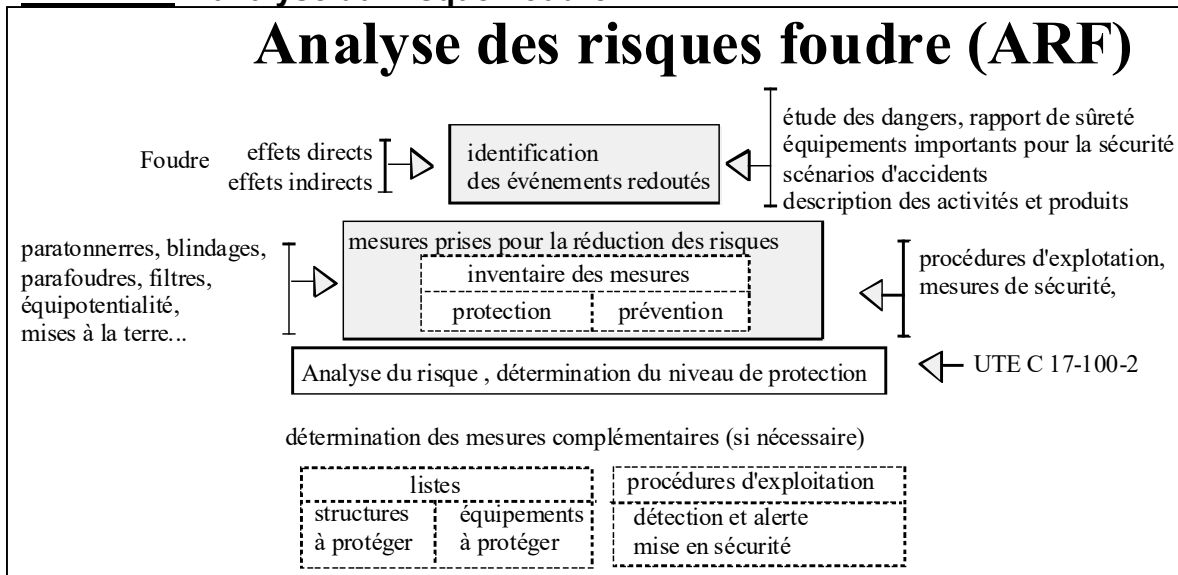 Analyse des risques foudre (ARF)
Foudre
effets directs
effets indirects
identification
des événements redoutés
étude des dangers, rapport de sûreté
équipements importants pour la sécurité
scénarios d'accidents
description des activités et produits
paratonnerres, blindages,
parafoudres, filtres,
équipotentialité,
mises à la terre...
mesures prises pour la réduction des risques
inventaire des mesures
protection
prévention
procédures d'explotation,
mesures de sécurité,
Analyse du risque , détermination du niveau de protection
UTE C 17-100-2
détermination des mesures complémentaires (si nécessaire)
listes
structures
à protéger
équipements
à protéger
procédures d'exploitation
détection et alerte
mise en sécurité